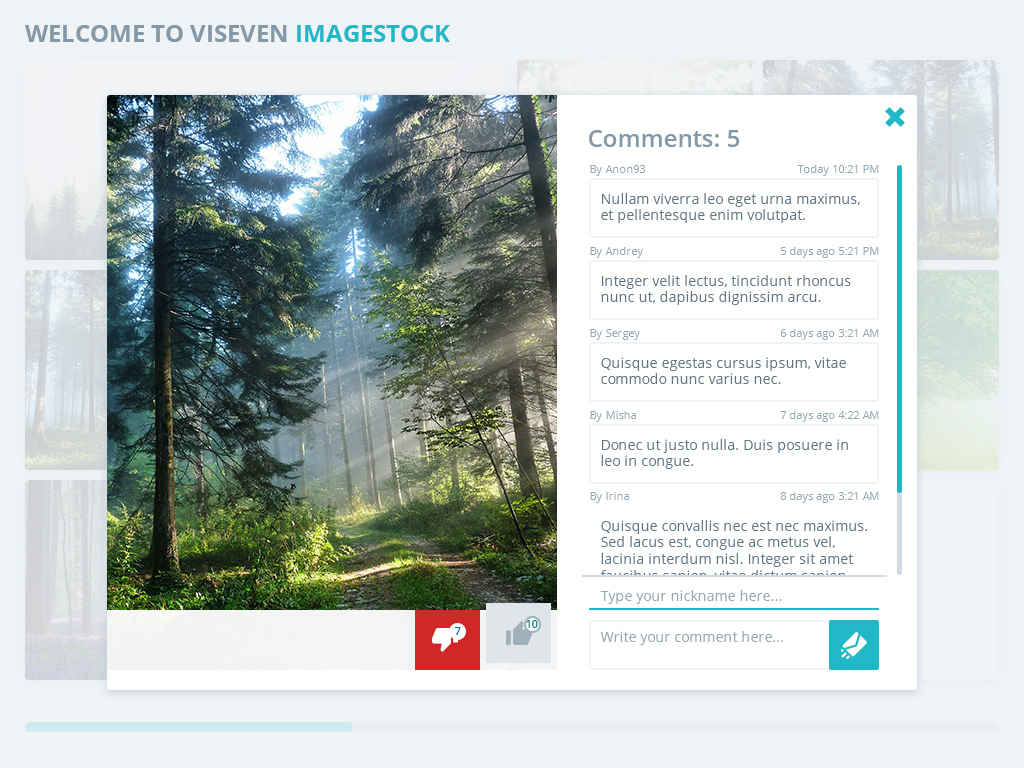 WELCOME TO VISEVEN IMAGESTOCK
Comments: 5
By Anon93 Today 10:21 PM
Nullam viverra leo eget urna maximus,
et pellentesque enim volutpat.
By Andrey 5 days ago 5:21 PM
Integer velit lectus, tincidunt rhoncus
nunc ut, dapibus dignissim arcu.
By Sergey 6 days ago 3:21 AM
Quisque egestas cursus ipsum, vitae
commodo nunc varius nec.
By Misha 7 days ago 4:22 AM
Donec ut justo nulla. Duis posuere in
leo in congue.
By Irina 8 days ago 3:21 AM
Quisque convallis nec est nec maximus.
Sed lacus est, congue ac metus vel,
lacinia interdum nisl. Integer sit amet
faucibus sapien, vitae dictum sapien
Type your nickname here...
Write your comment here...
7
10